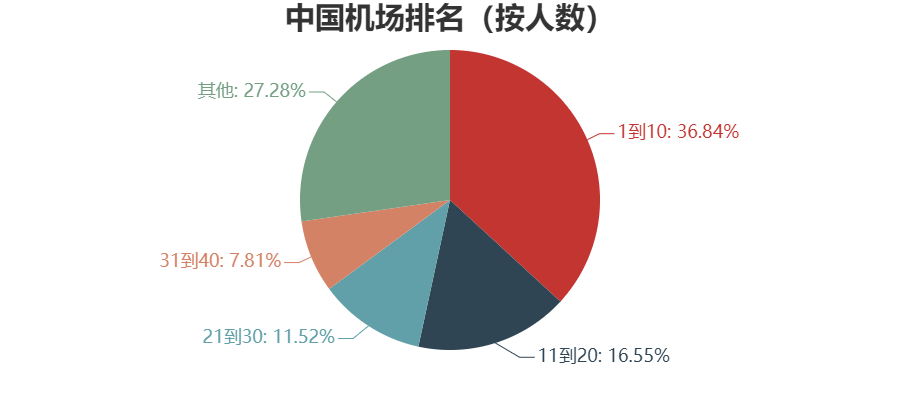 中国机场排名（按人数）
其他: 27.28%
1到10: 36.84%
31到40: 7.81%
21到30: 11.52%
11到20: 16.55%